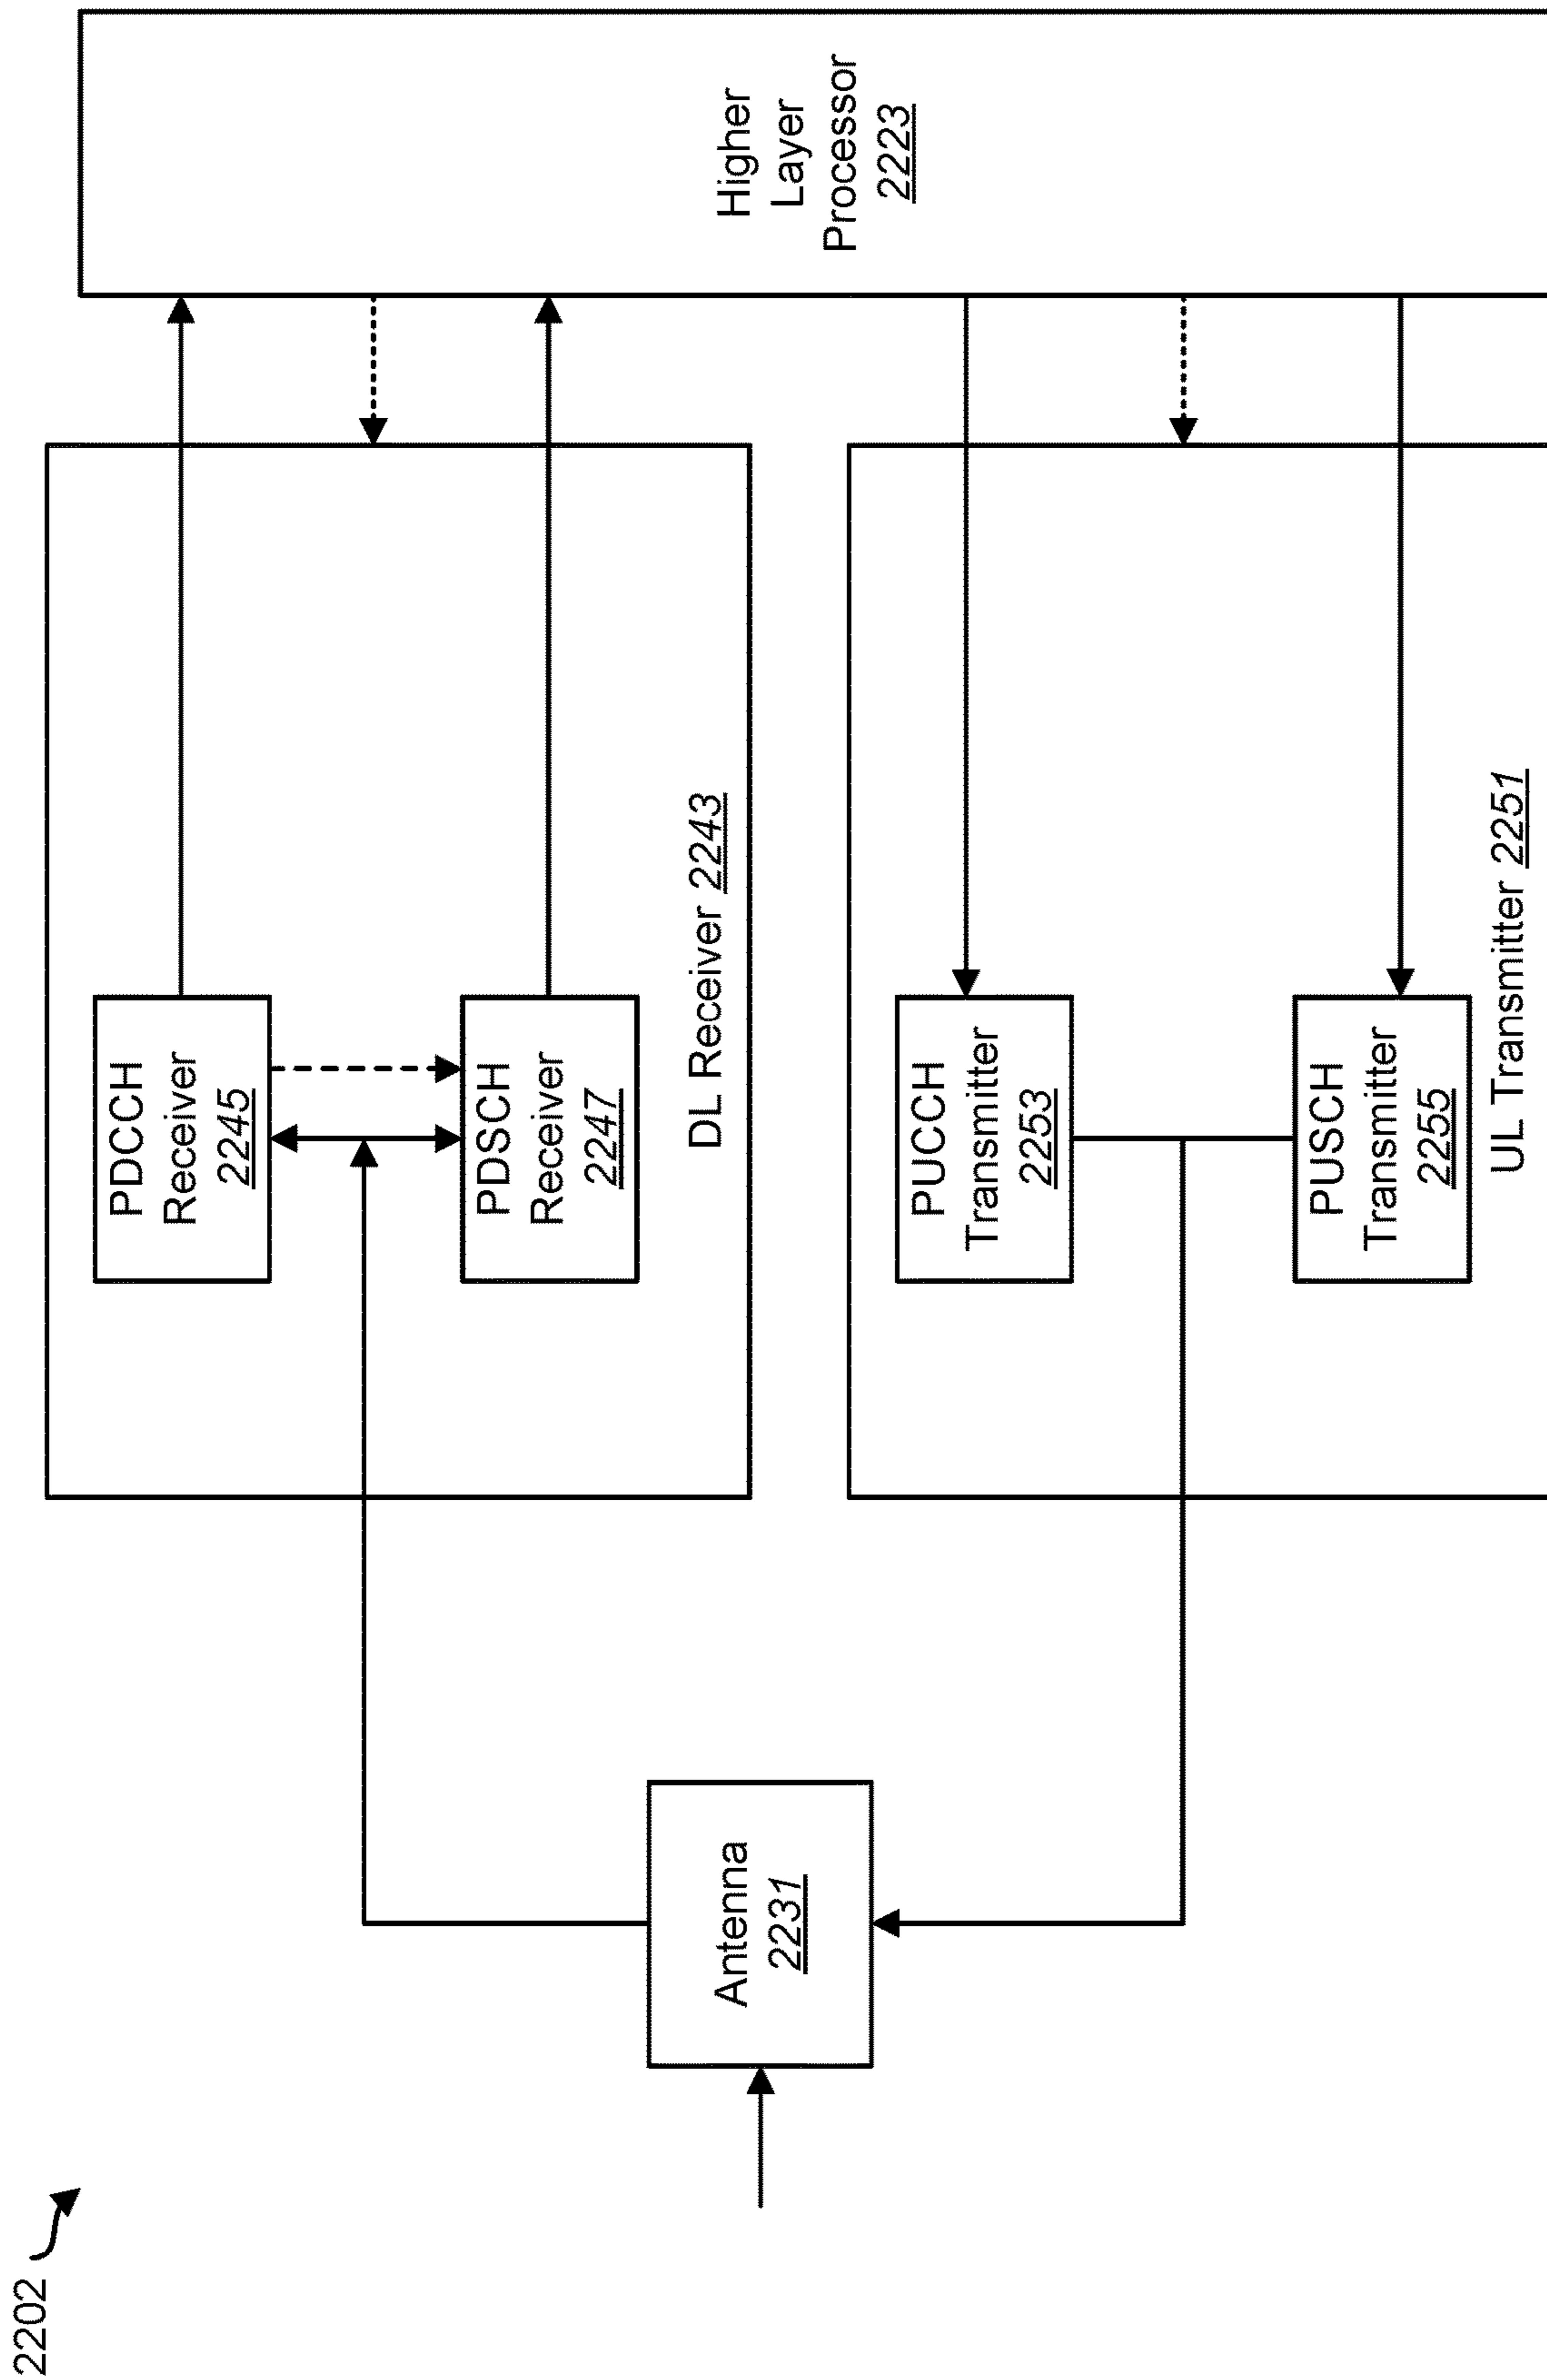 2202
Antenna
2231
PDCCH
Receiver
2245
PDSCH
Receiver
2247
DL Receiver 2243
PUCCH
Transmitter
2253
PUSCH
Transmitter
2255
UL Transmitter 2251
Higher
Layer
Processor
2223